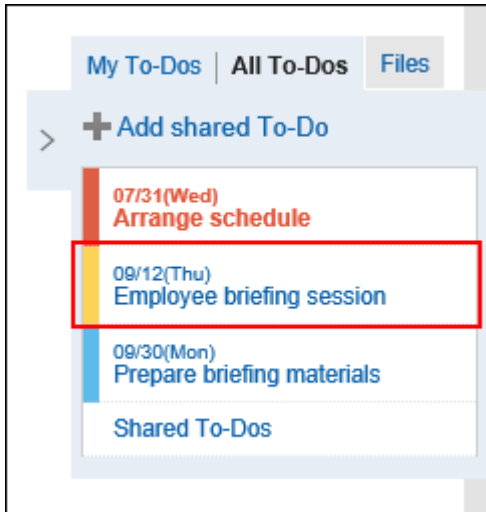 My To-Dos | All To-Dos Files
Add shared To-Do
07/31(Wed)
Arrange schedule
09/12(Thu)
Employee briefing session
09/30(Mon)
Prepare briefing materials
Shared To-Dos